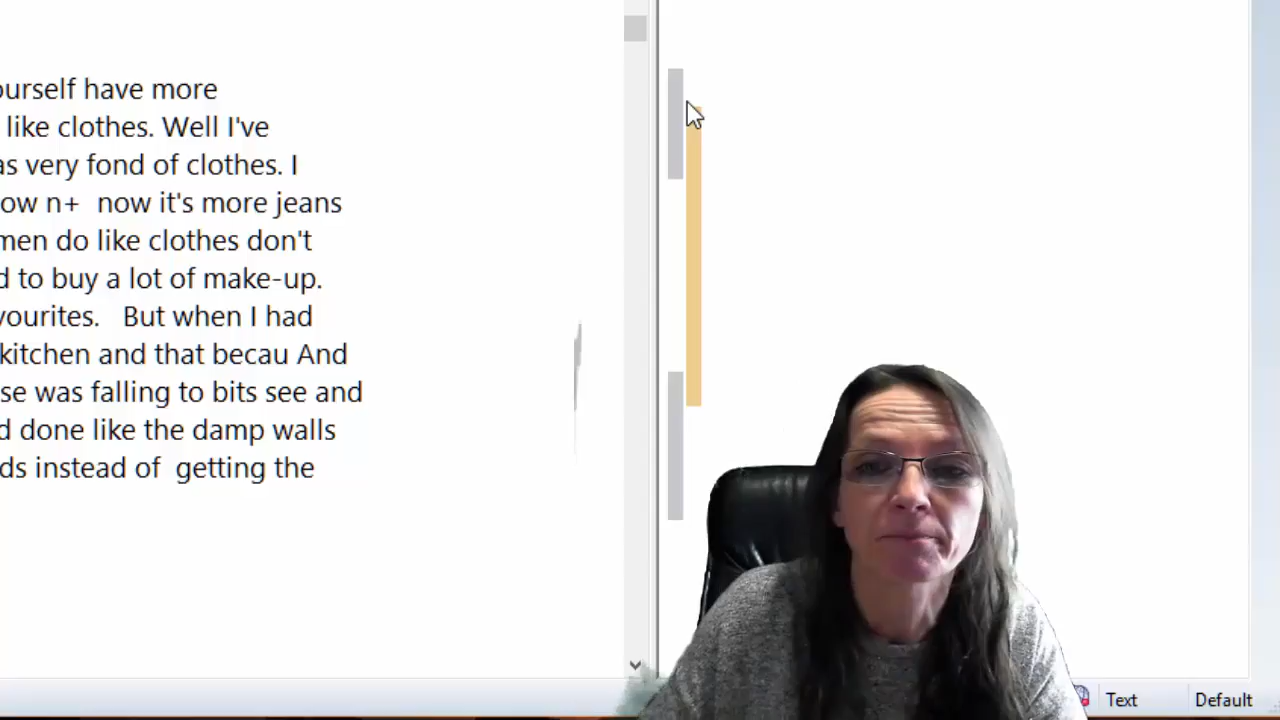 ourself have more
like clothes. Well I've
as very fond of clothes. I
ow n+  now it's more jeans
men do like clothes don't
d to buy a lot of make-up.
vourites.   But when I had
kitchen and that becau And
se was falling to bits see and
d done like the damp walls
ds instead of  getting the
Text
Default